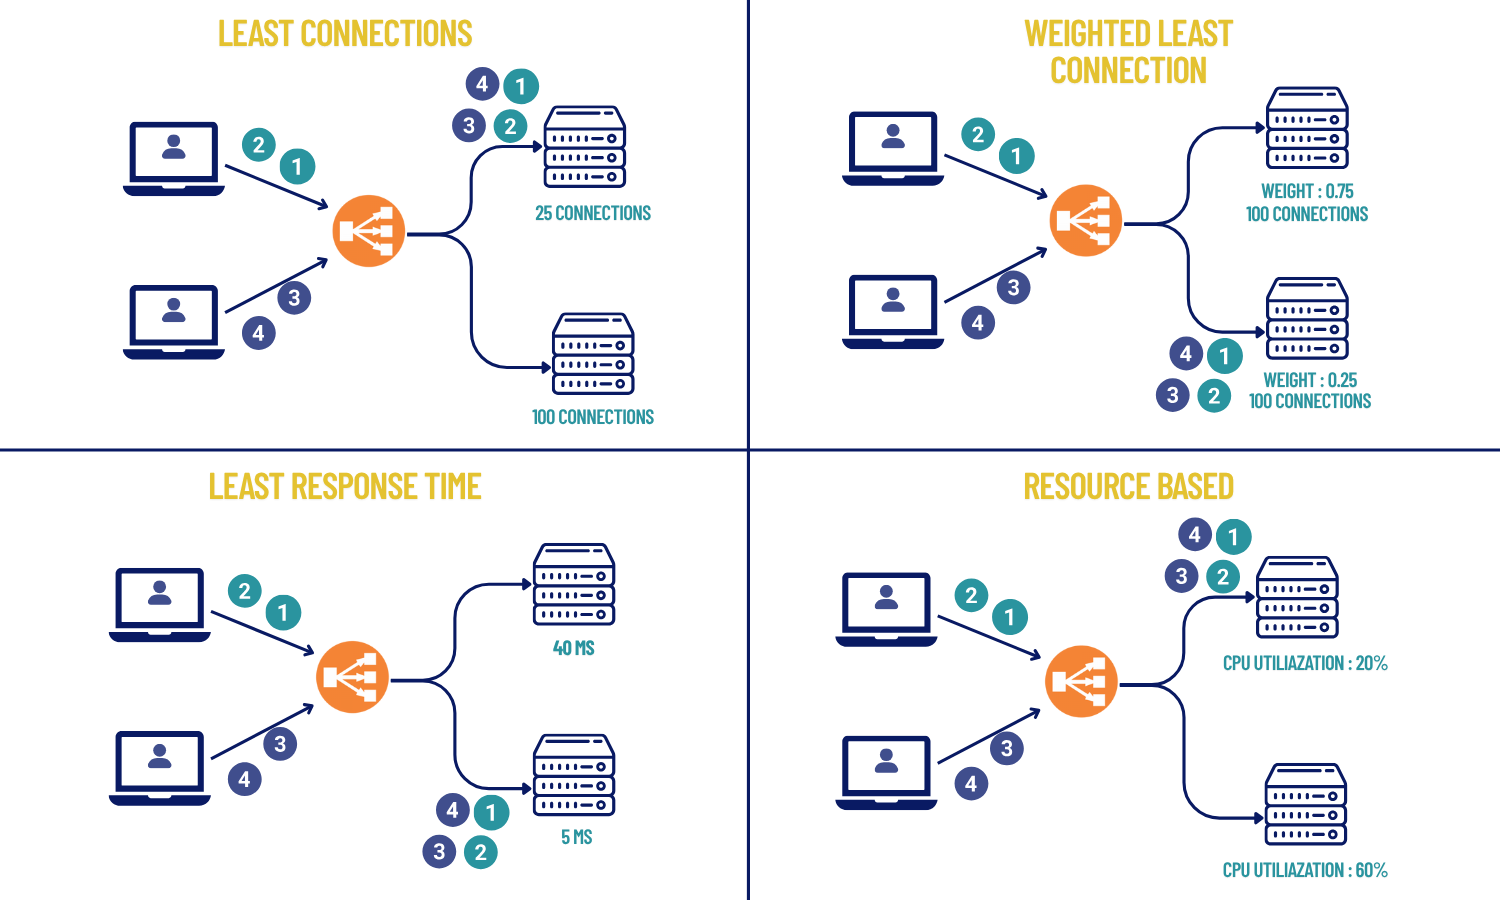 LEAST CONNECTIONS
4 1
3 2
2
1
3
4
25 CONNECTIONS
100 CONNECTIONS
WEIGHTED LEAST
CONNECTION
2
1
3
4
WEIGHT : 0.75
100 CONNECTIONS
4 1
3 2
WEIGHT : 0.25
100 CONNECTIONS
LEAST RESPONSE TIME
2
1
3
4
40 MS
4 1
3 2
5 MS
RESOURCE BASED
4 1
3 2
2
1
3
4
CPU UTILIAZATION : 20%
CPU UTILIAZATION : 60%